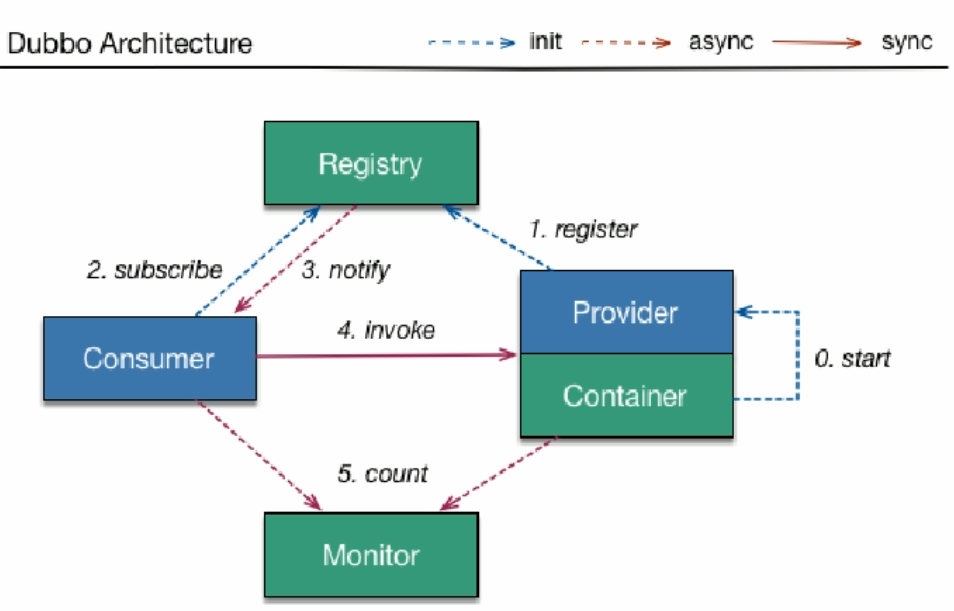 Dubbo Architecture
init
async
sync
Registry
1. register
2. subscribe
3. notify
Provider
4. invoke
Consumer
0. start
Container
5. count
Monitor